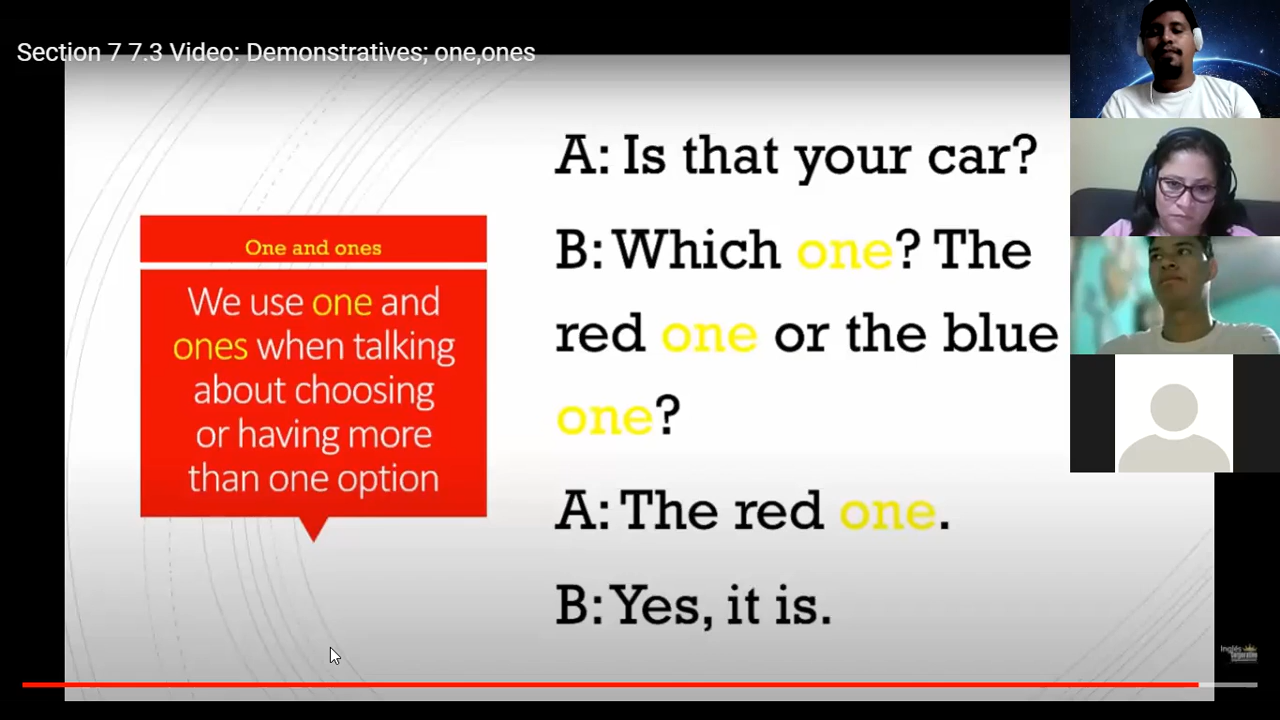 Section 7 7.3 Video: Demonstratives; one,ones
One and ones
We use one and
ones when talking
about choosing
or having more
than one option
A: Is that your car?
B: Which one? The
red one or the blue
one?
A: The red one.
B: Yes, it is.
Inglés
Corporativo